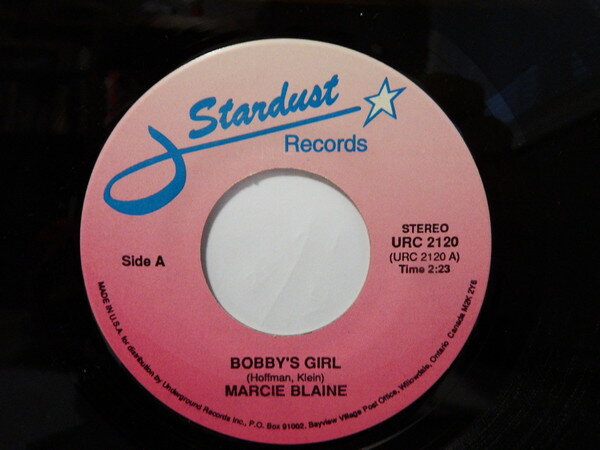 Stardust
Records
Side A
STEREO
URC 2120
(URC 2120 A)
Time 2:23
BOBBY'S GIRL
(Hoffman, Klein)
MARCIE BLAINE
MADE IN U.S.A. for distribution by Underground Records Inc., P.O. Box 91002, Bayview Village Post Office, Willowdale, Ontario Canada M2K 2Y6